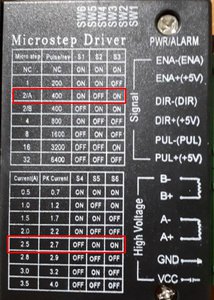 SW6
SW5
SW4
SW3
SW2
SW1
Microstep Driver
PWR/ALARM
Micro step Pulse/rev S1 S2 S3
NC NC ON ON ON
200 ON ON OFF
2/A 400 ON OFF ON
2/B 400 OFF ON ON
4 800 ON OFF OFF
8 1600 OFF ON OFF
16 3200 OFF OFF ON
32 6400 OFF OFF OFF
Signal
ENA-(ENA)
ENA+(+5V)
DIR-(DIR)
DIR+(+5V)
PUL-(PUL)
PUL+(+5V)
Current(A) PK Current S4 S5 S6
0.5 0.7 ON ON ON
1.0 1.2 ON OFF ON
1.5 1.7 ON ON OFF
2.0 2.2 ON OFF OFF
2.5 2.7 OFF ON ON
2.8 2.9 OFF OFF ON
3.0 3.2 OFF ON OFF
3.5 4.0 OFF OFF OFF
High Voltage
B-
B+
A-
A+
GND
VCC